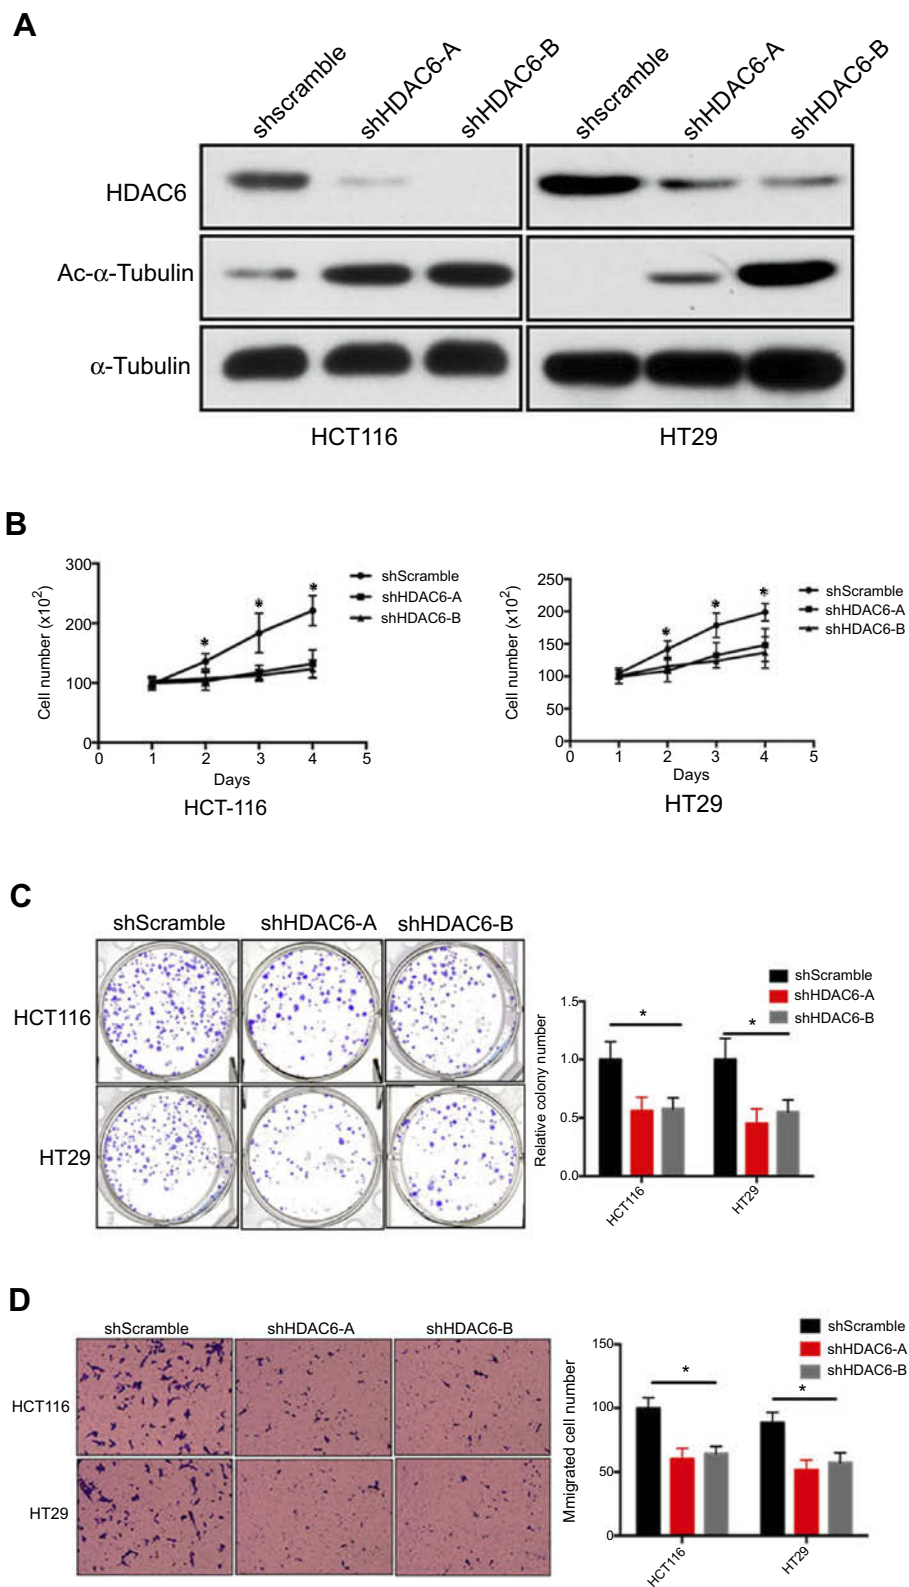 A
shscramble
shHDAC6-A
shHDAC6-B
shscramble
shHDAC6-A
shHDAC6-B
HDAC6
Ac-α-Tubulin
α-Tubulin
HCT116
HT29
B
300
200
100
0
Cell number (x10²)
* * *
0 1 2 3 4 5
Days
HCT-116
shScramble
shHDAC6-A
shHDAC6-B
250
200
150
100
50
0
Cell number (x10²)
* * *
0 1 2 3 4 5
Days
HT29
shScramble
shHDAC6-A
shHDAC6-B
C
shScramble shHDAC6-A shHDAC6-B
HCT116
HT29
shScramble
shHDAC6-A
shHDAC6-B
1.5
1.0
0.5
0.0
Relative colony number
* *
HCT116
HT29
D
shScramble shHDAC6-A shHDAC6-B
HCT116
HT29
shScramble
shHDAC6-A
shHDAC6-B
150
100
50
0
Mmigrated cell number
* *
HCT116
HT29